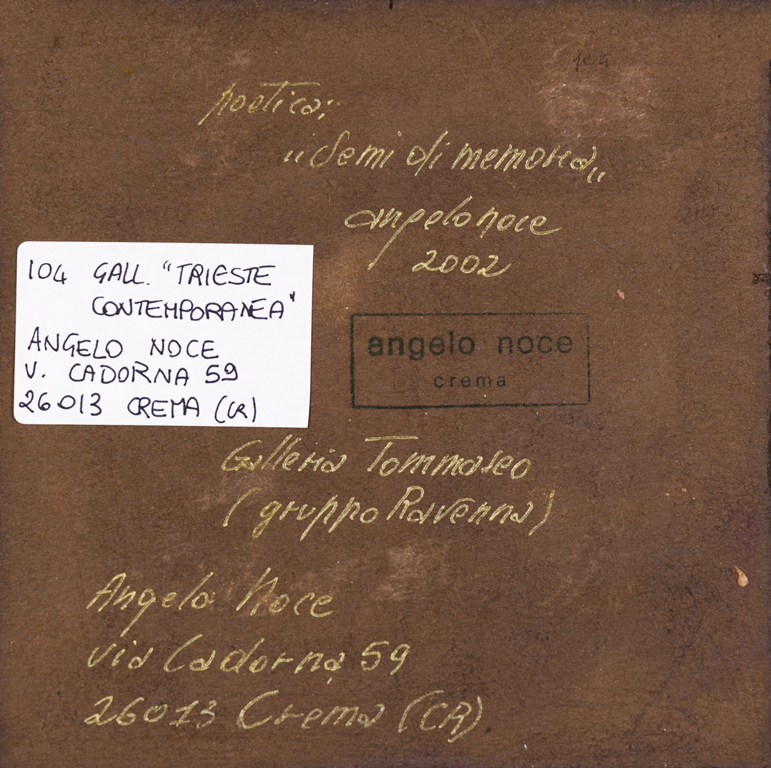 poetica:
"Semi di memoria"
angelo noce
2002
104 GALL. "TRIESTE
CONTEMPORANEA"
ANGELO NOCE
V. CADORNA 59
26013 CREMA (CR)
angelo noce
crema
Galleria Tommaseo
(gruppo Ravenna)
Angelo Noce
via Cadorna 59
26013 Crema (CR)